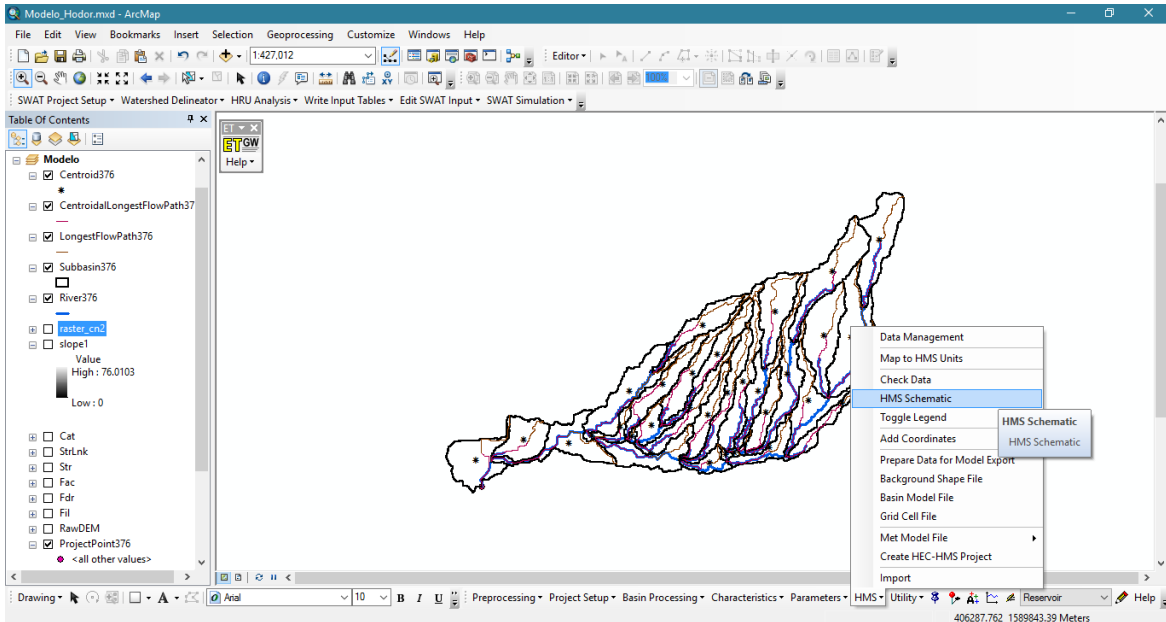 Modelo_Hodor.mxd - ArcMap
File Edit View Bookmarks Insert Selection Geoprocessing Customize Windows Help
1:427,012 Editor
100%
SWAT Project Setup Watershed Delineator HRU Analysis Write Input Tables Edit SWAT Input SWAT Simulation
Table Of Contents
ET
ET GW
Help
Modelo
Centroid376
CentroidalLongestFlowPath37
LongestFlowPath376
Subbasin376
River376
raster_cn2
slope1
Value
High : 76.0103
Low : 0
Cat
StrLnk
Str
Fac
Fdr
Fil
RawDEM
ProjectPoint376
<all other values>
Data Management
Map to HMS Units
Check Data
HMS Schematic
Toggle Legend
Add Coordinates
Prepare Data for Model Export
Background Shape File
Basin Model File
Grid Cell File
Met Model File
Create HEC-HMS Project
Import
HMS Schematic
HMS Schematic
Drawing A Arial 10 B I U Preprocessing Project Setup Basin Processing Characteristics Parameters HMS Utility Reservoir Help
406287.762 1589843.39 Meters